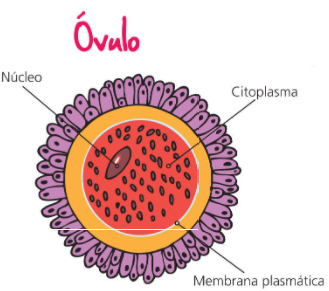 Óvulo
Núcleo
Citoplasma
Membrana plasmática